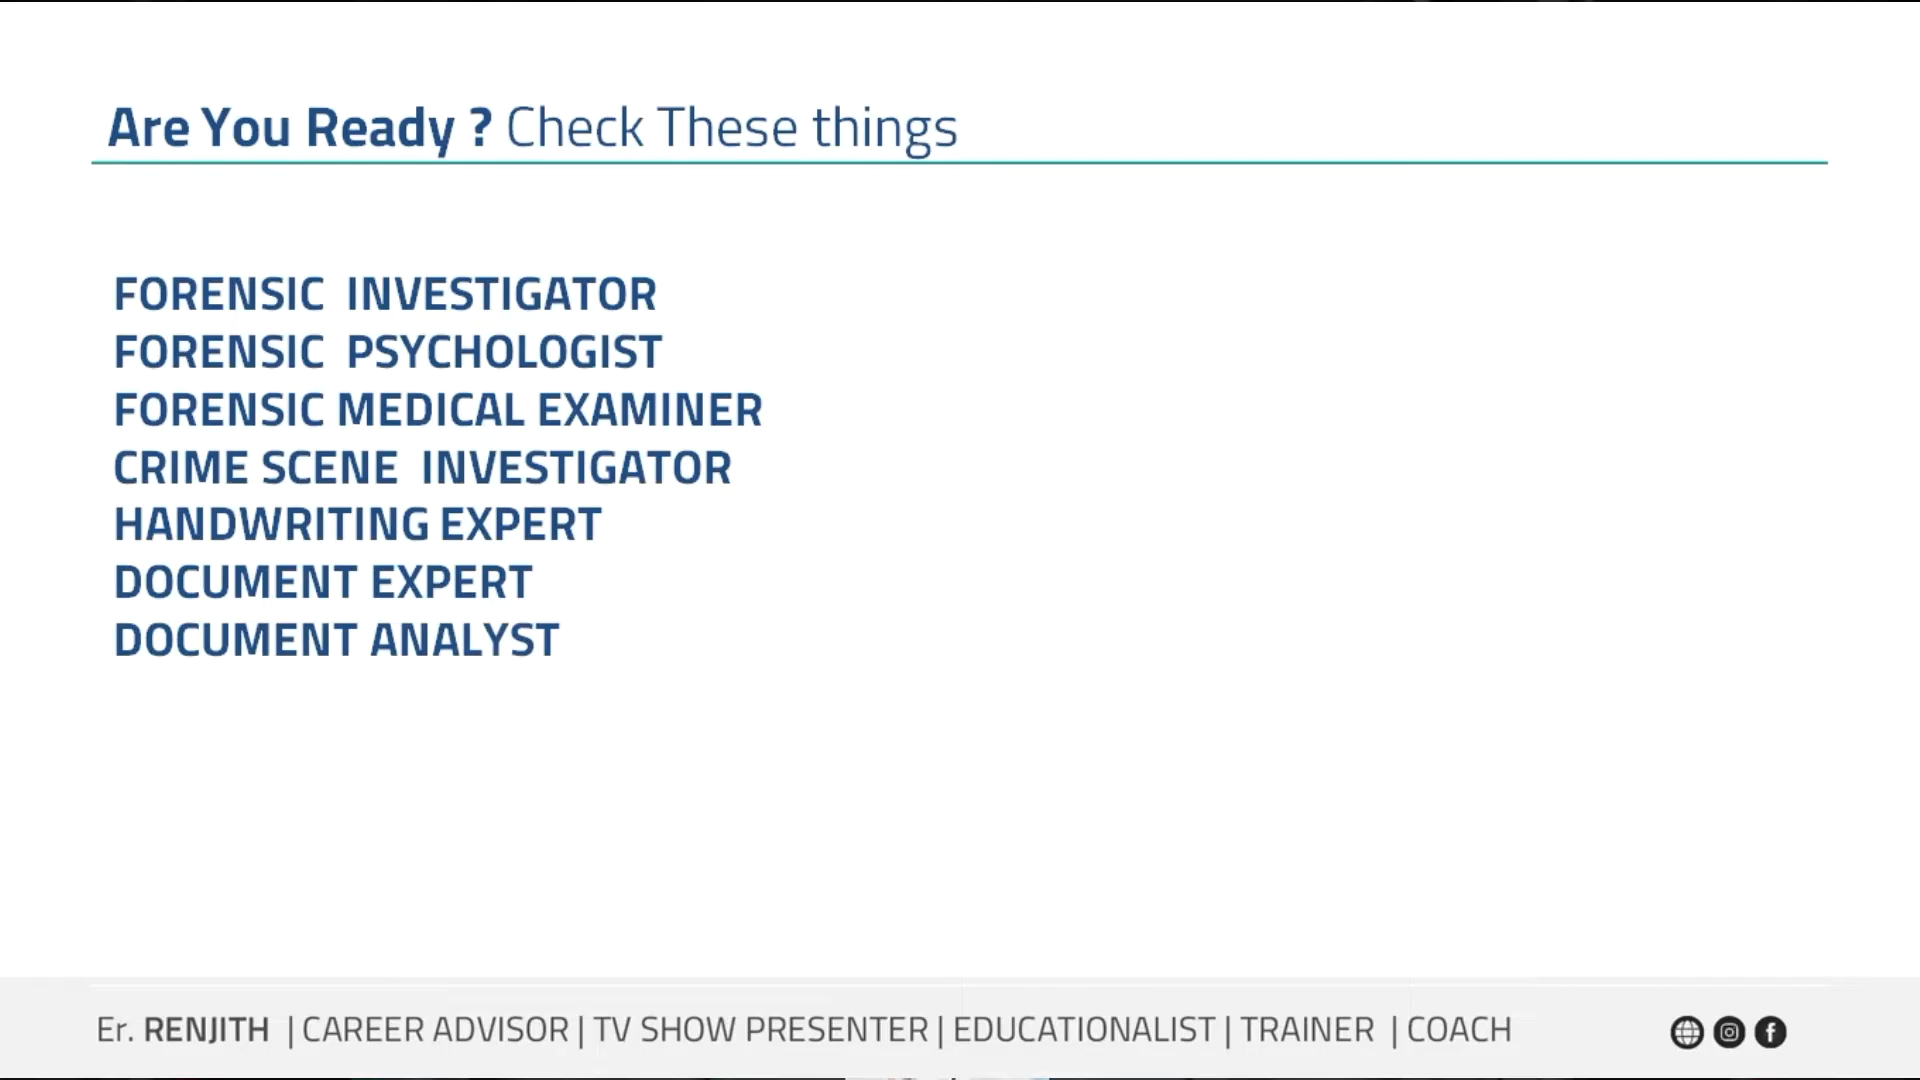 Are You Ready ? Check These things
FORENSIC INVESTIGATOR
FORENSIC PSYCHOLOGIST
FORENSIC MEDICAL EXAMINER
CRIME SCENE INVESTIGATOR
HANDWRITING EXPERT
DOCUMENT EXPERT
DOCUMENT ANALYST
Er. RENJITH | CAREER ADVISOR | TV SHOW PRESENTER | EDUCATIONALIST | TRAINER | COACH